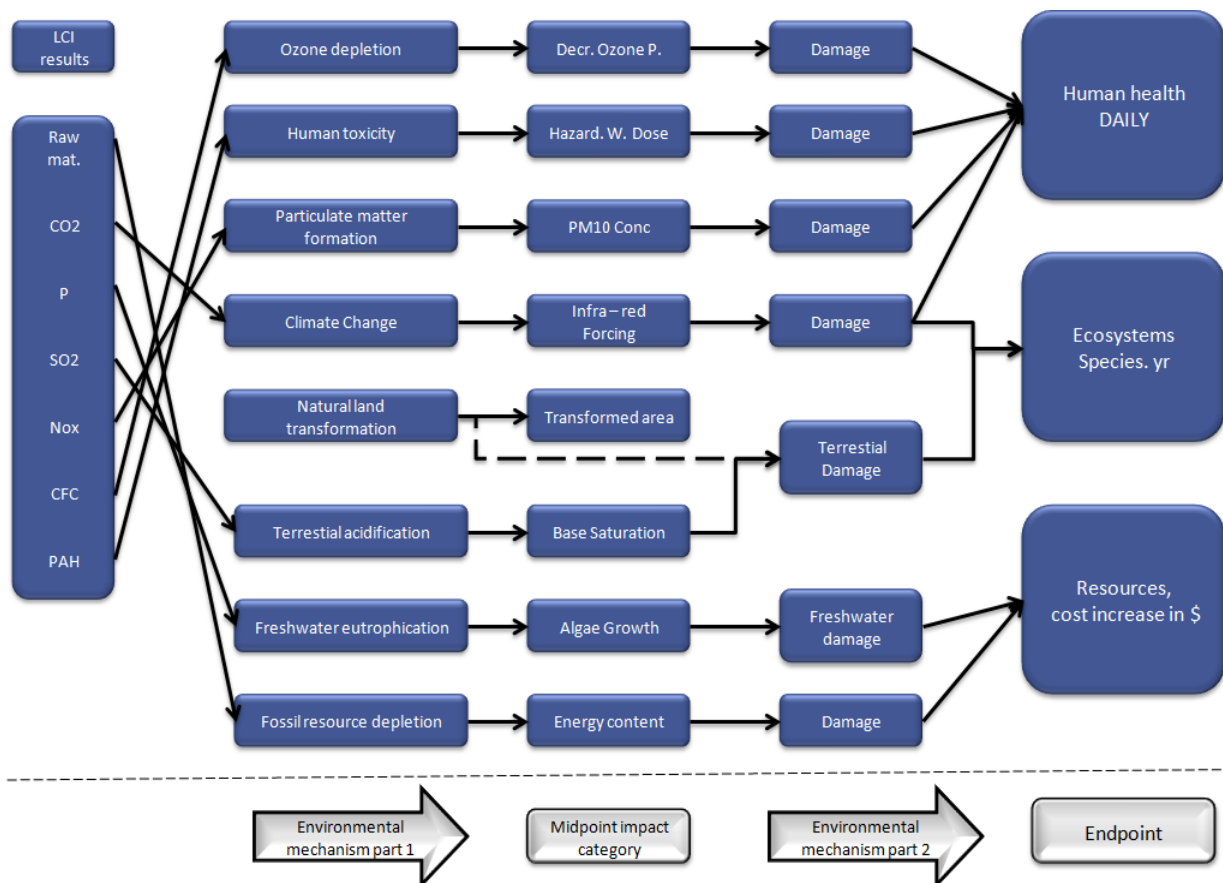 LCI
results
Raw
mat.
CO2
P
SO2
Nox
CFC
PAH
Ozone depletion
Decr. Ozone P.
Damage
Human toxicity
Hazard. W. Dose
Damage
Particulate matter
formation
PM10 Conc
Damage
Climate Change
Infra – red
Forcing
Damage
Natural land
transformation
Transformed area
Terrestial
Damage
Terrestial acidification
Base Saturation
Freshwater eutrophication
Algae Growth
Freshwater
damage
Fossil resource depletion
Energy content
Damage
Human health
DAILY
Ecosystems
Species. yr
Resources,
cost increase in $
Environmental
mechanism part 1
Midpoint impact
category
Environmental
mechanism part 2
Endpoint